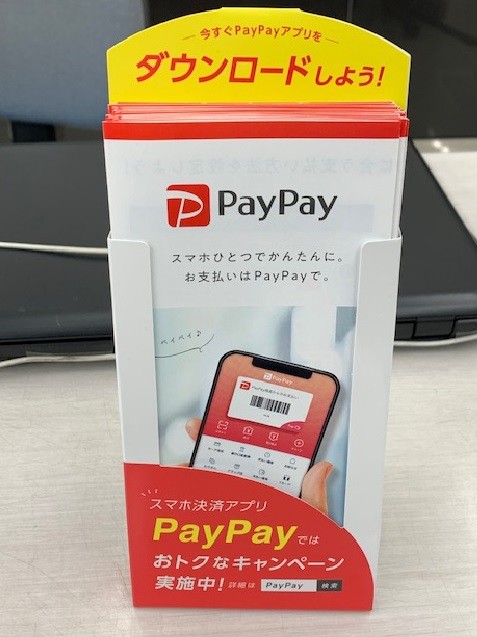 今すぐPayPayアプリを
ダウンロードしよう!
PayPay
スマホひとつでかんたんに。
お支払いはPayPayで。
ペイペイ♪
PayPay
スマホ決済アプリ
PayPayでは
おトクなキャンペーン
実施中! 詳細は PayPay 検索